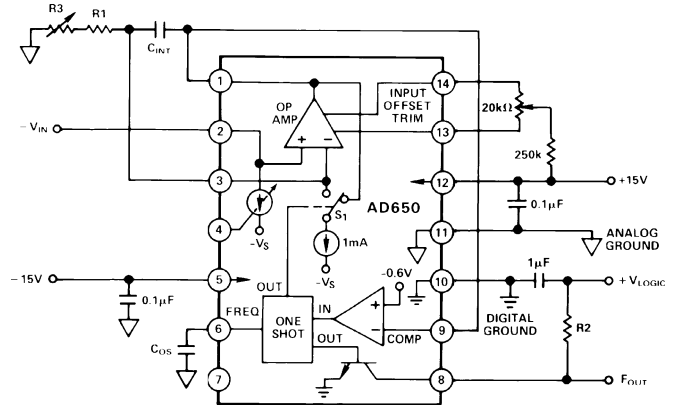 R3
R1
C INT
1
14
OP
AMP
INPUT
OFFSET
TRIM
20kΩ
− VIN
2
+
−
13
250k
3
12
+15V
S1
AD650
0.1μF
4
−VS
1mA
11
ANALOG
GROUND
−VS
-0.6V
1μF
− 15V
5
OUT
10
+ VLOGIC
0.1μF
DIGITAL
GROUND
FREQ
6
ONE
SHOT
IN
+
−
COMP
9
R2
COS
OUT
7
8
FOUT